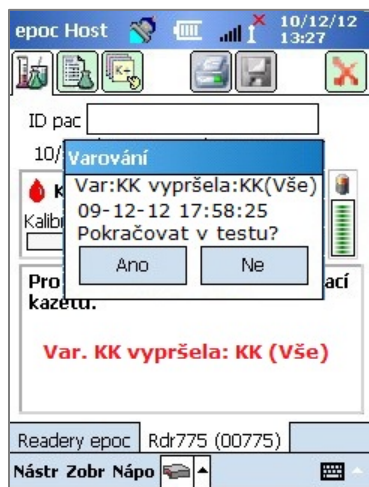 epoc Host 10/12/12
13:27
K+
ID pac
10/
Varování
Var:KK vypršela:KK(Vše)
09-12-12 17:58:25
Pokračovat v testu?
Ano Ne
K
Kalib
Pro ací
kazetu.
Var. KK vypršela: KK (Vše)
Readery epoc Rdr775 (00775)
Nástr Zobr Nápo